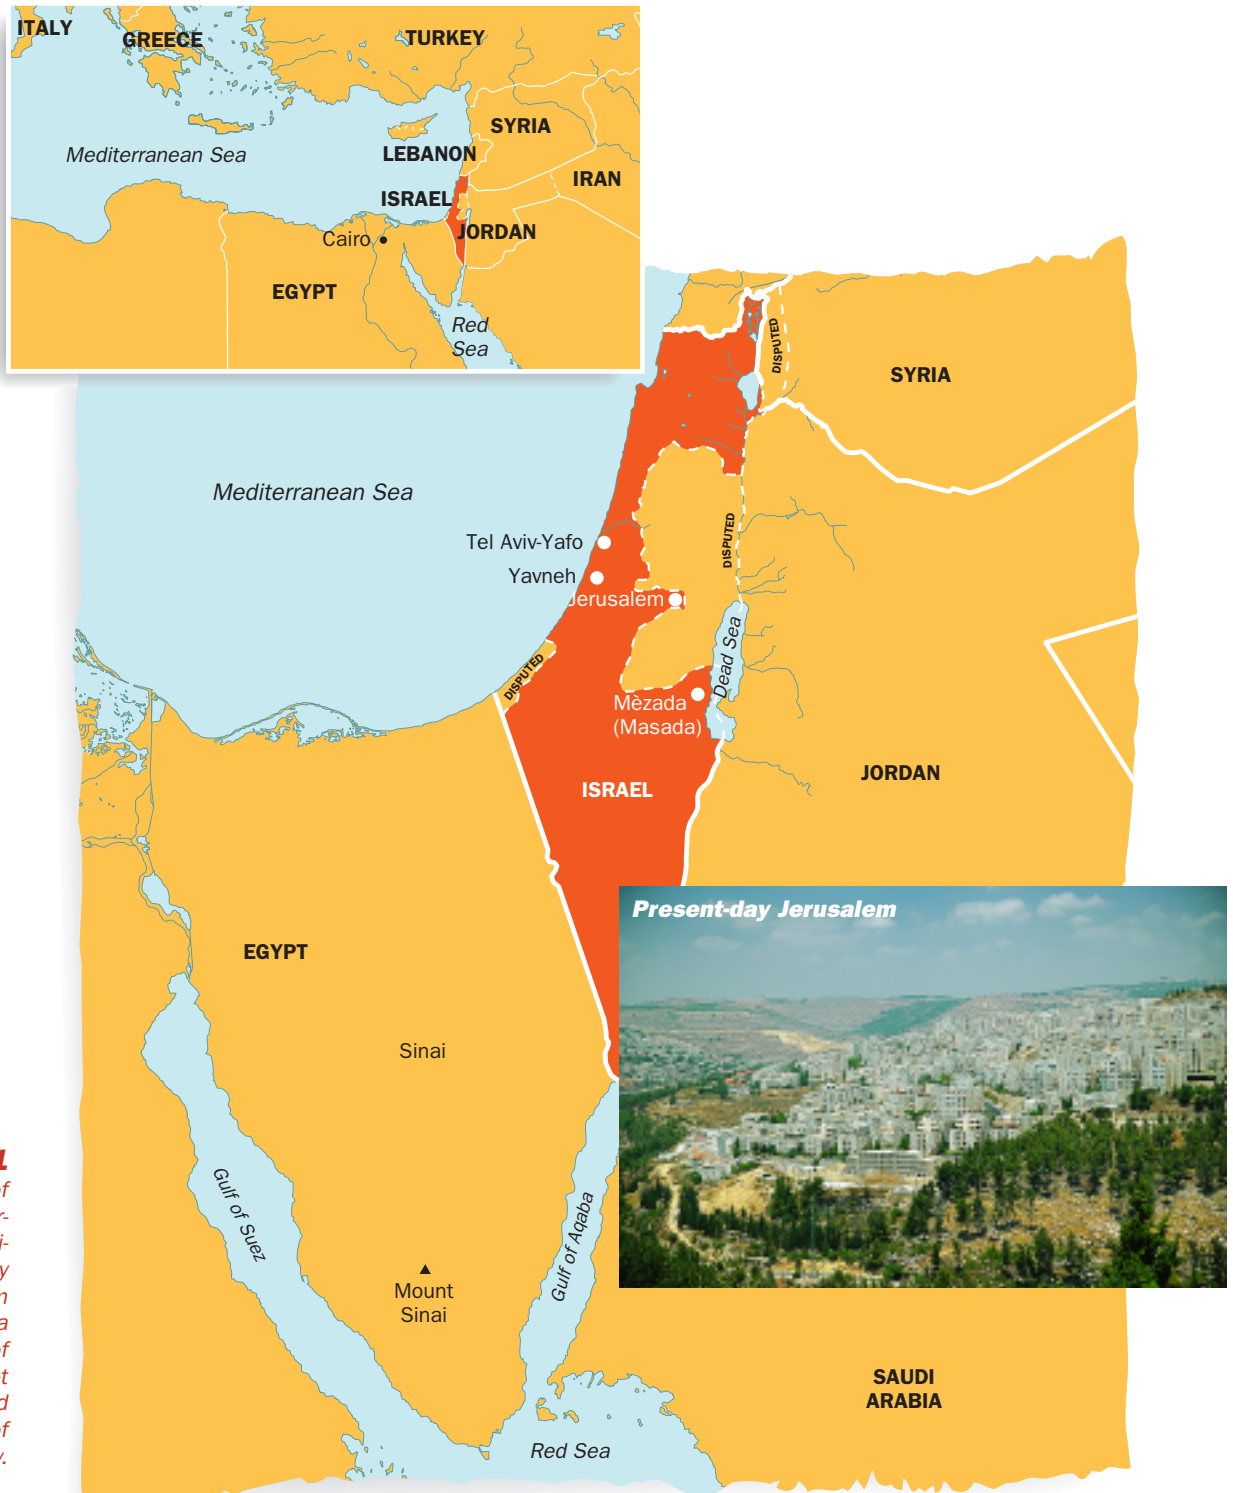 ITALY
GREECE
TURKEY
SYRIA
Mediterranean Sea
LEBANON
IRAN
ISRAEL
JORDAN
Cairo
EGYPT
Red
Sea
DISPUTED
SYRIA
Mediterranean Sea
DISPUTED
Tel Aviv-Yafo
Yavneh
Jerusalem
Dead Sea
DISPUTED
Mèzada
(Masada)
JORDAN
ISRAEL
Present-day Jerusalem
EGYPT
Sinai
Gulf of Suez
Gulf of Aqaba
Mount
Sinai
SAUDI
ARABIA
Red Sea